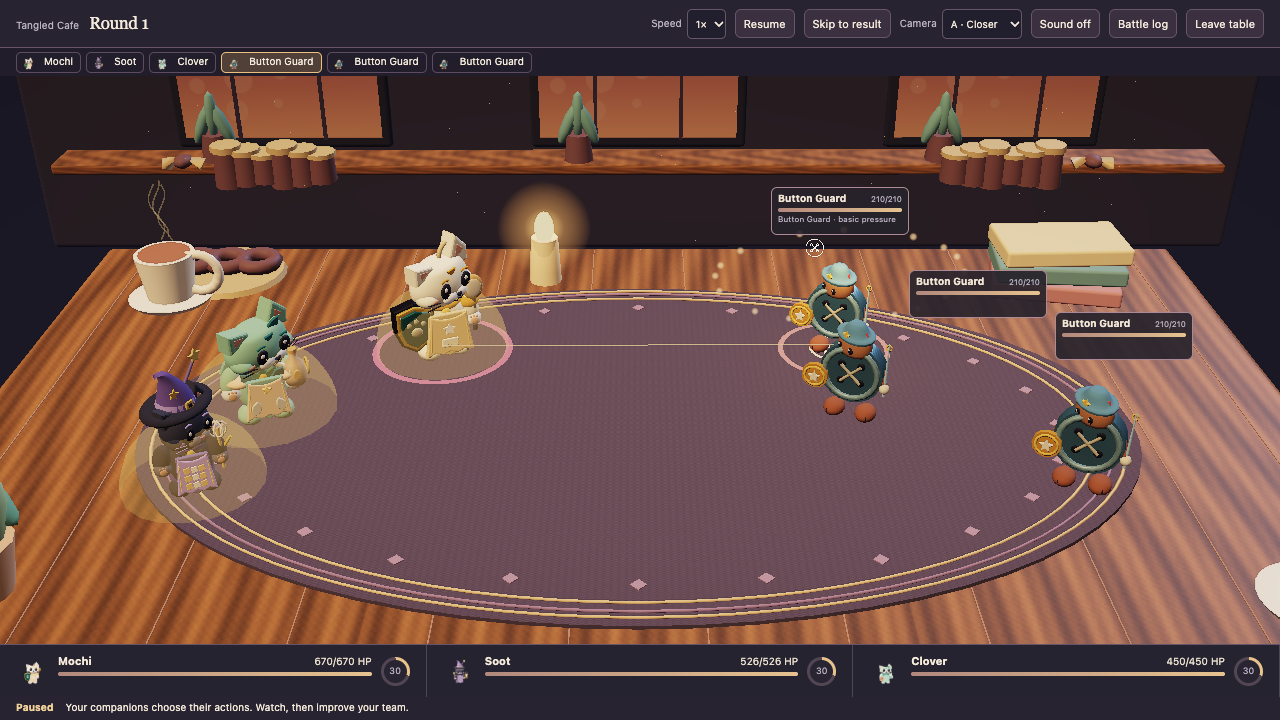 Tangled Cafe Round 1 Speed 1x Resume Skip to result Camera A · Closer Sound off Battle log Leave table
Mochi Soot Clover Button Guard Button Guard Button Guard
Button Guard 210/210
Button Guard · basic pressure
Button Guard 210/210
Button Guard 210/210
Mochi 670/670 HP 30 Soot 526/526 HP 30 Clover 450/450 HP 30
Paused Your companions choose their actions. Watch, then improve your team.